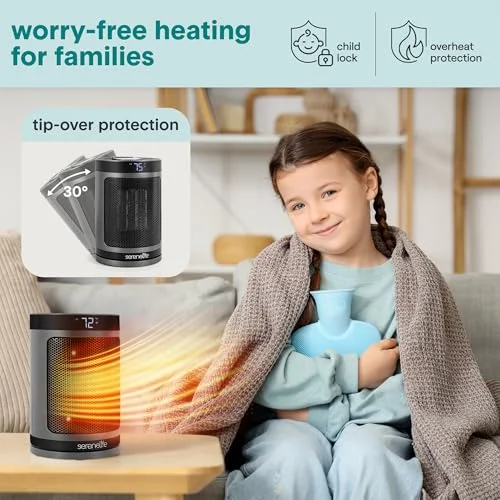 worry-free heating
for families
child
lock
overheat
protection
tip-over protection
75°
30°
serenelife
72°
serenelife